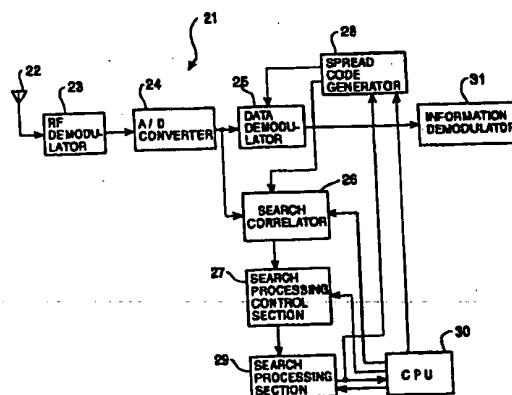 21
22
23
RF
DEMODU-
LATOR
24
A/D
CONVERTER
25
DATA
DEMODU-
LATOR
28
SPREAD
CODE
GENERATOR
31
INFORMATION
DEMODULATOR
26
SEARCH
CORRELATOR
27
SEARCH
PROCESSING
CONTROL
SECTION
29
SEARCH
PROCESSING
SECTION
30
CPU